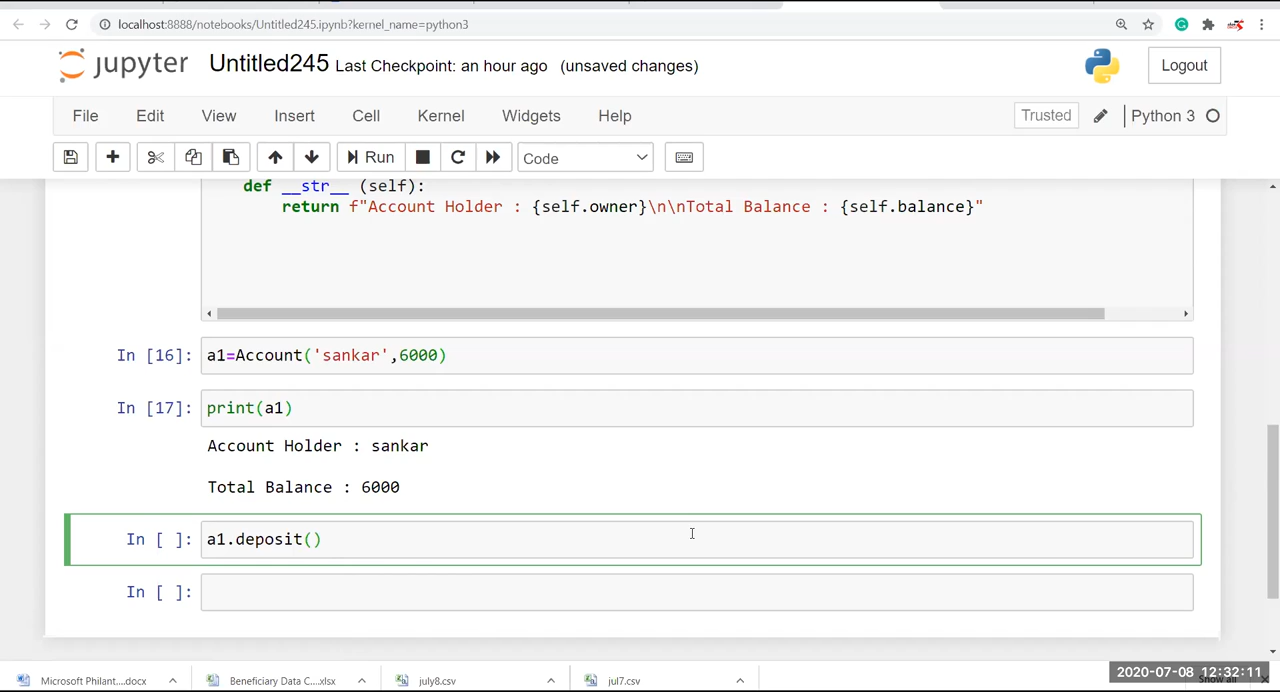 localhost:8888/notebooks/Untitled245.ipynb?kernel_name=python3
jupyter Untitled245 Last Checkpoint: an hour ago (unsaved changes)
Logout
File Edit View Insert Cell Kernel Widgets Help Trusted Python 3
Run Code
def __str__ (self):
return f"Account Holder : {self.owner}\n\nTotal Balance : {self.balance}"
In [16]: a1=Account('sankar',6000)
In [17]: print(a1)
Account Holder : sankar
Total Balance : 6000
In [ ]: a1.deposit()
In [ ]:
Microsoft Philant....docx Beneficiary Data C....xlsx july8.csv jul7.csv
2020-07-08 12:32:11